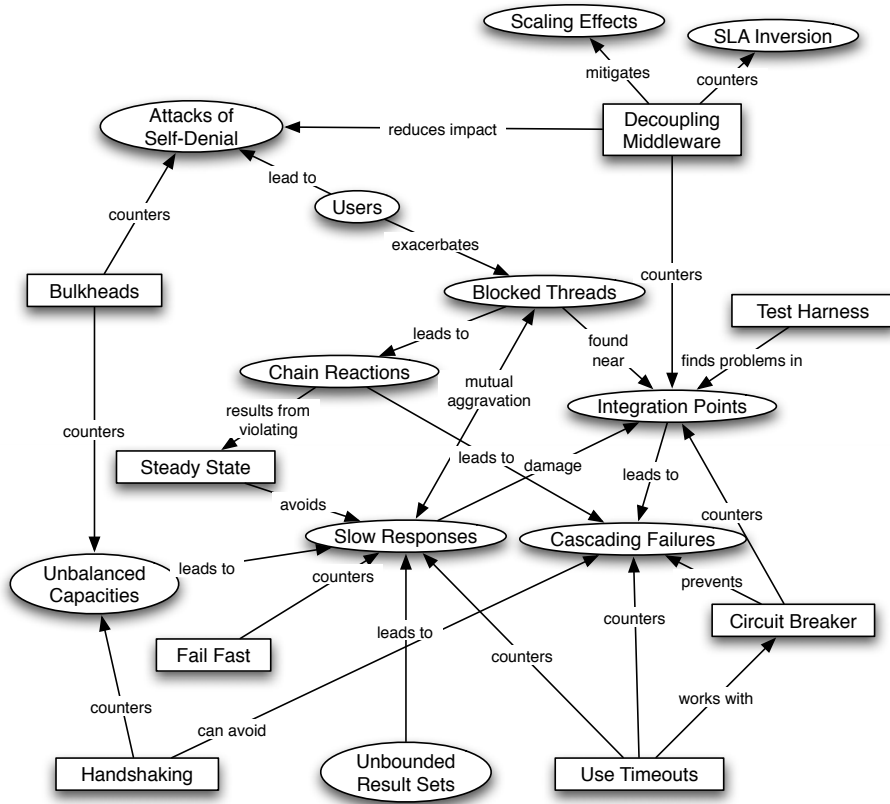 Scaling Effects
SLA Inversion
mitigates
counters
Attacks of
Self-Denial
reduces impact
Decoupling
Middleware
lead to
Users
counters
exacerbates
Bulkheads
Blocked Threads
counters
Test Harness
leads to
found
near
finds problems in
Chain Reactions
mutual
aggravation
Integration Points
results from
violating
counters
Steady State
leads to
damage
leads to
avoids
counters
Slow Responses
Cascading Failures
Unbalanced
Capacities
leads to
counters
prevents
Fail Fast
leads to
counters
Circuit Breaker
counters
counters
can avoid
works with
Handshaking
Unbounded
Result Sets
Use Timeouts